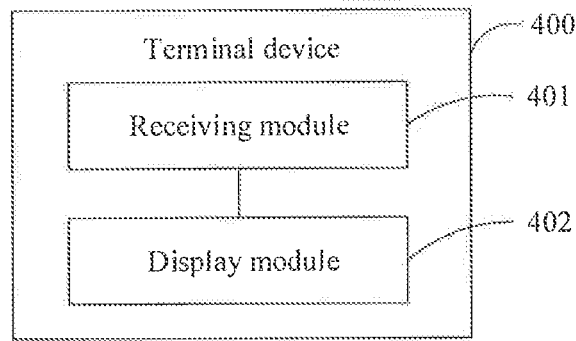 Terminal device
400
Receiving module
401
Display module
402